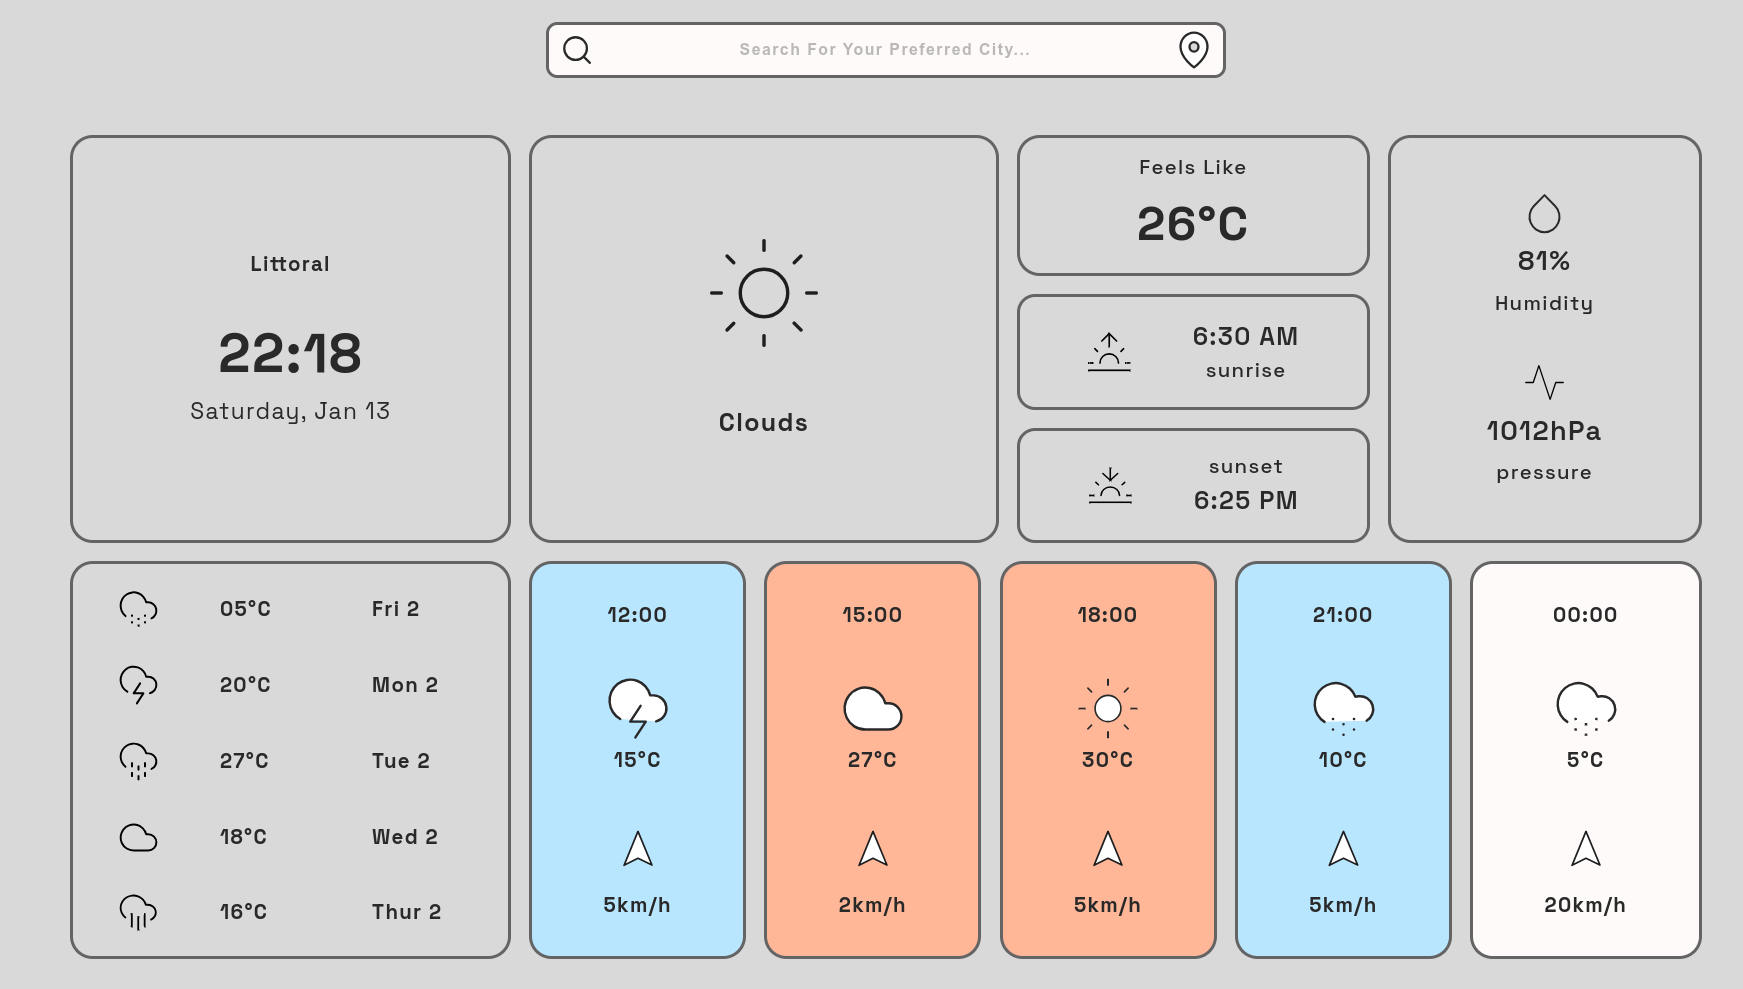 Search For Your Preferred City...
Littoral
22:18
Saturday, Jan 13
Clouds
Feels Like
26°C
6:30 AM
sunrise
sunset
6:25 PM
81%
Humidity
1012hPa
pressure
05°C Fri 2
20°C Mon 2
27°C Tue 2
18°C Wed 2
16°C Thur 2
12:00
15°C
5km/h
15:00
27°C
2km/h
18:00
30°C
5km/h
21:00
10°C
5km/h
00:00
5°C
20km/h